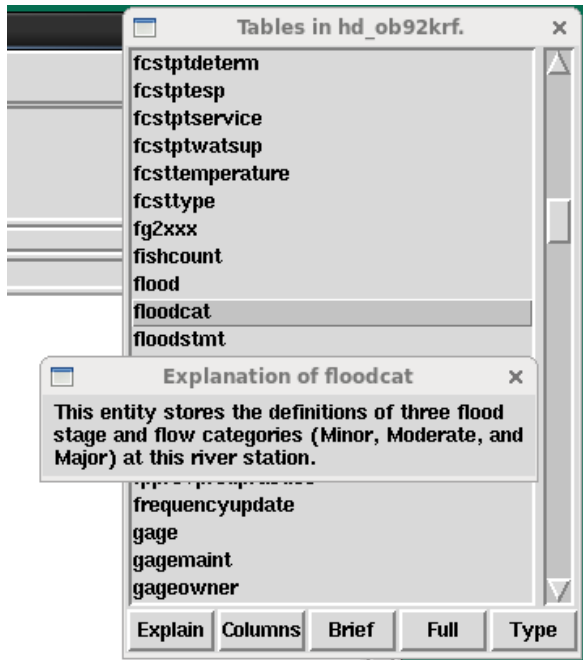 Tables in hd_ob92krf.
fcstptdeterm
fcstptesp
fcstptservice
fcstptwatsup
fcsttemperature
fcsttype
fg2xxx
fishcount
flood
floodcat
floodstmt
Explanation of floodcat
This entity stores the definitions of three flood
stage and flow categories (Minor, Moderate, and
Major) at this river station.
frequencyupdate
gage
gagemaint
gageowner
Explain Columns Brief Full Type